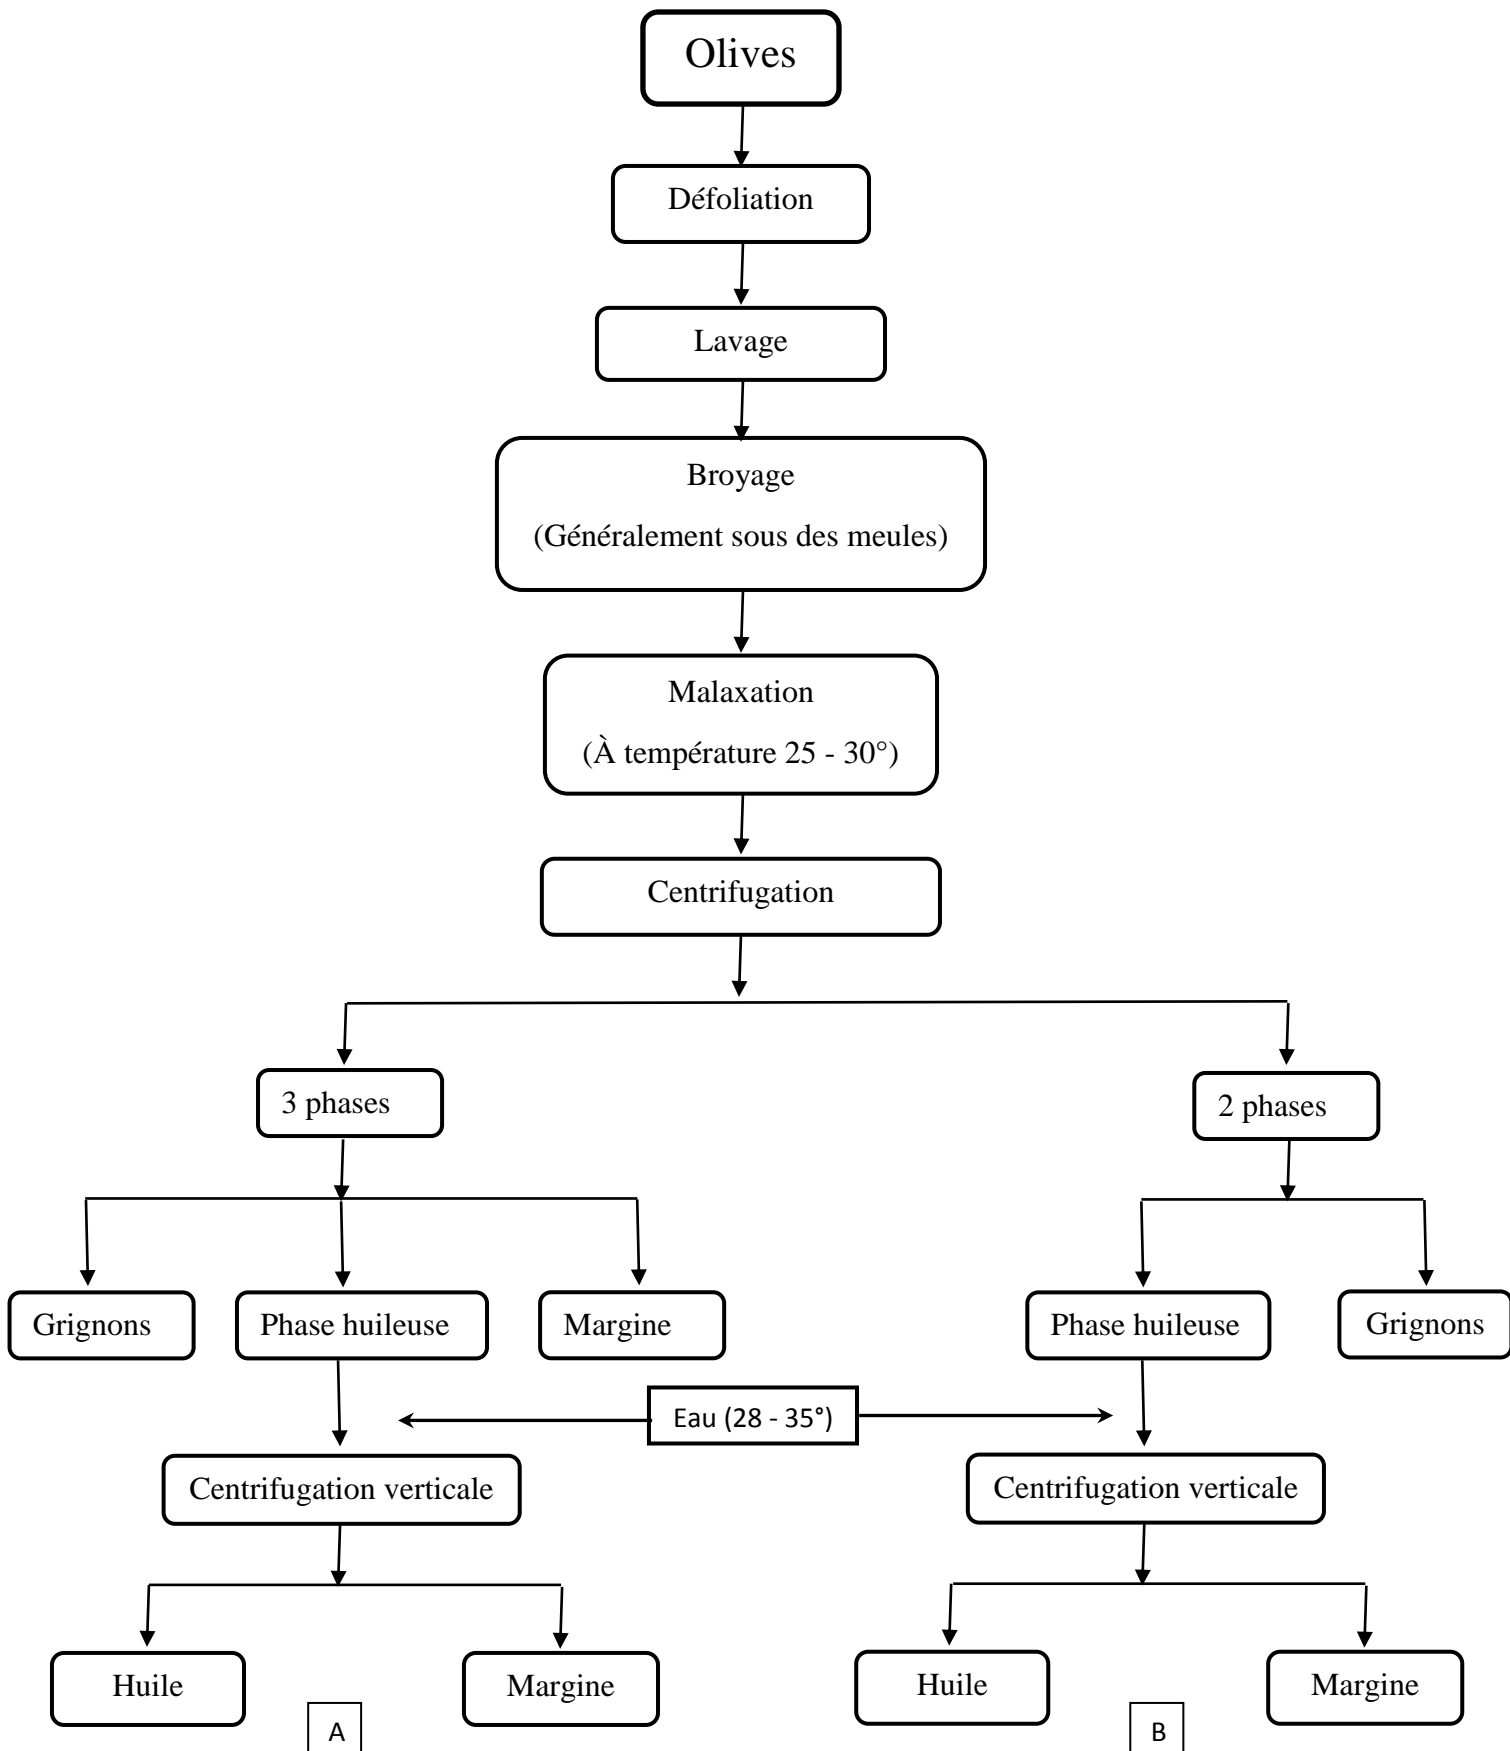 Olives
Défoliation
Lavage
Broyage
(Généralement sous des meules)
Malaxation
(À température 25 - 30°)
Centrifugation
3 phases
2 phases
Grignons
Phase huileuse
Margine
Phase huileuse
Grignons
Eau (28 - 35°)
Centrifugation verticale
Centrifugation verticale
Huile
Margine
Huile
Margine
A
B